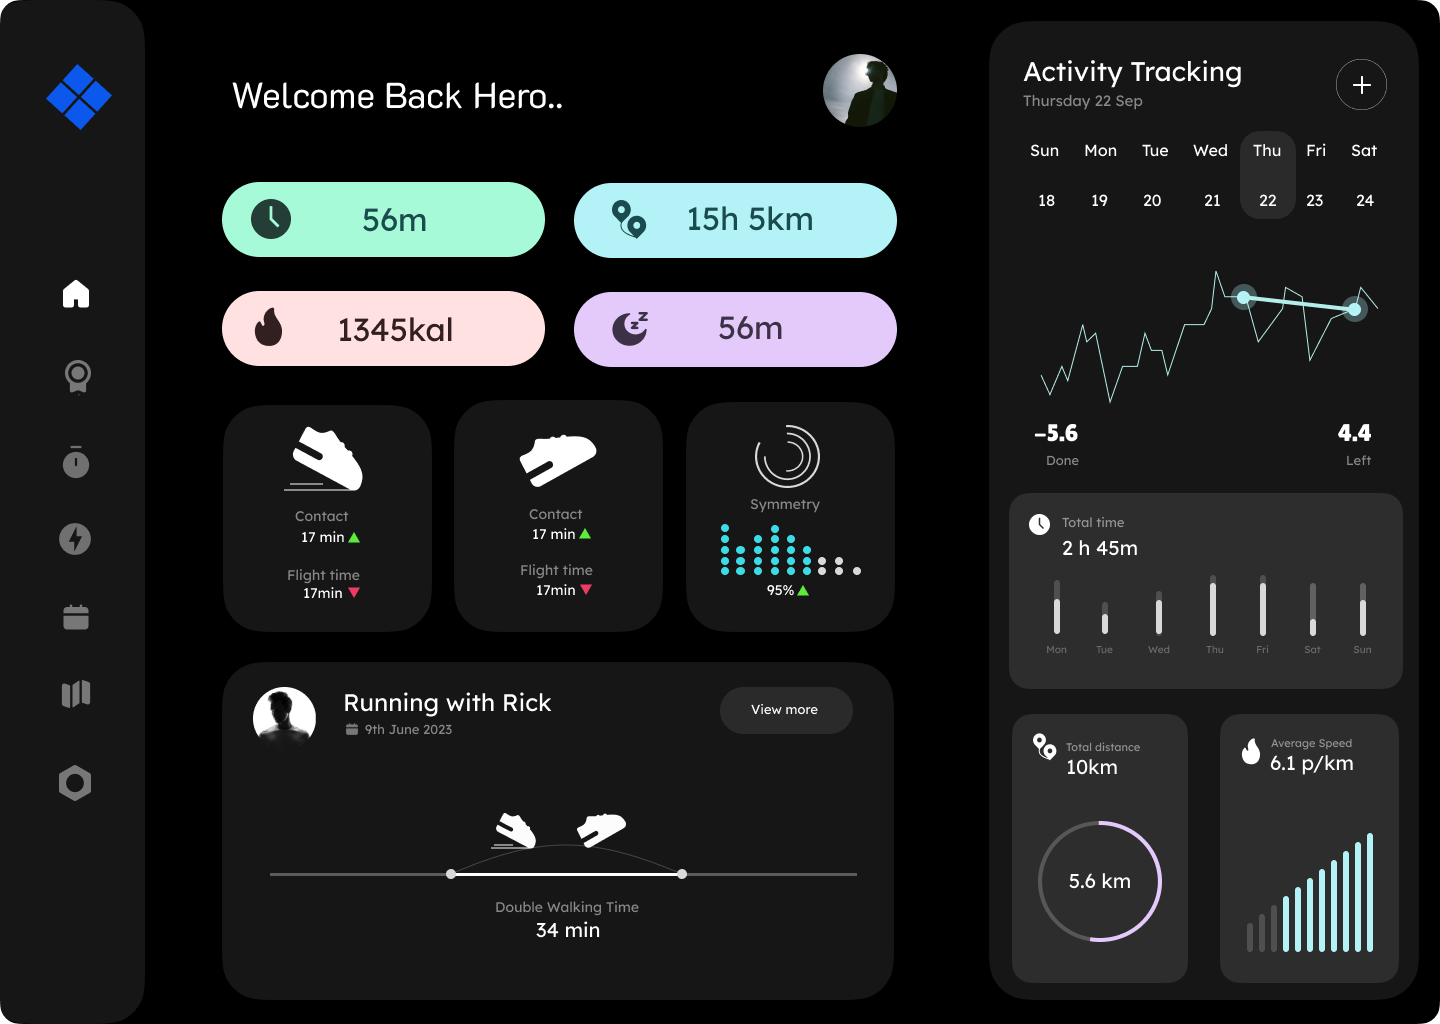 Welcome Back Hero..
56m
15h 5km
1345kal
z z
56m
Contact
17 min
Flight time
17min
Contact
17 min
Flight time
17min
Symmetry
95%
Running with Rick
9th June 2023
View more
Double Walking Time
34 min
Activity Tracking
Thursday 22 Sep
Sun Mon Tue Wed Thu Fri Sat
18 19 20 21 22 23 24
–5.6 4.4
Done Left
Total time
2 h 45m
Mon Tue Wed Thu Fri Sat Sun
Total distance
10km
5.6 km
Average Speed
6.1 p/km